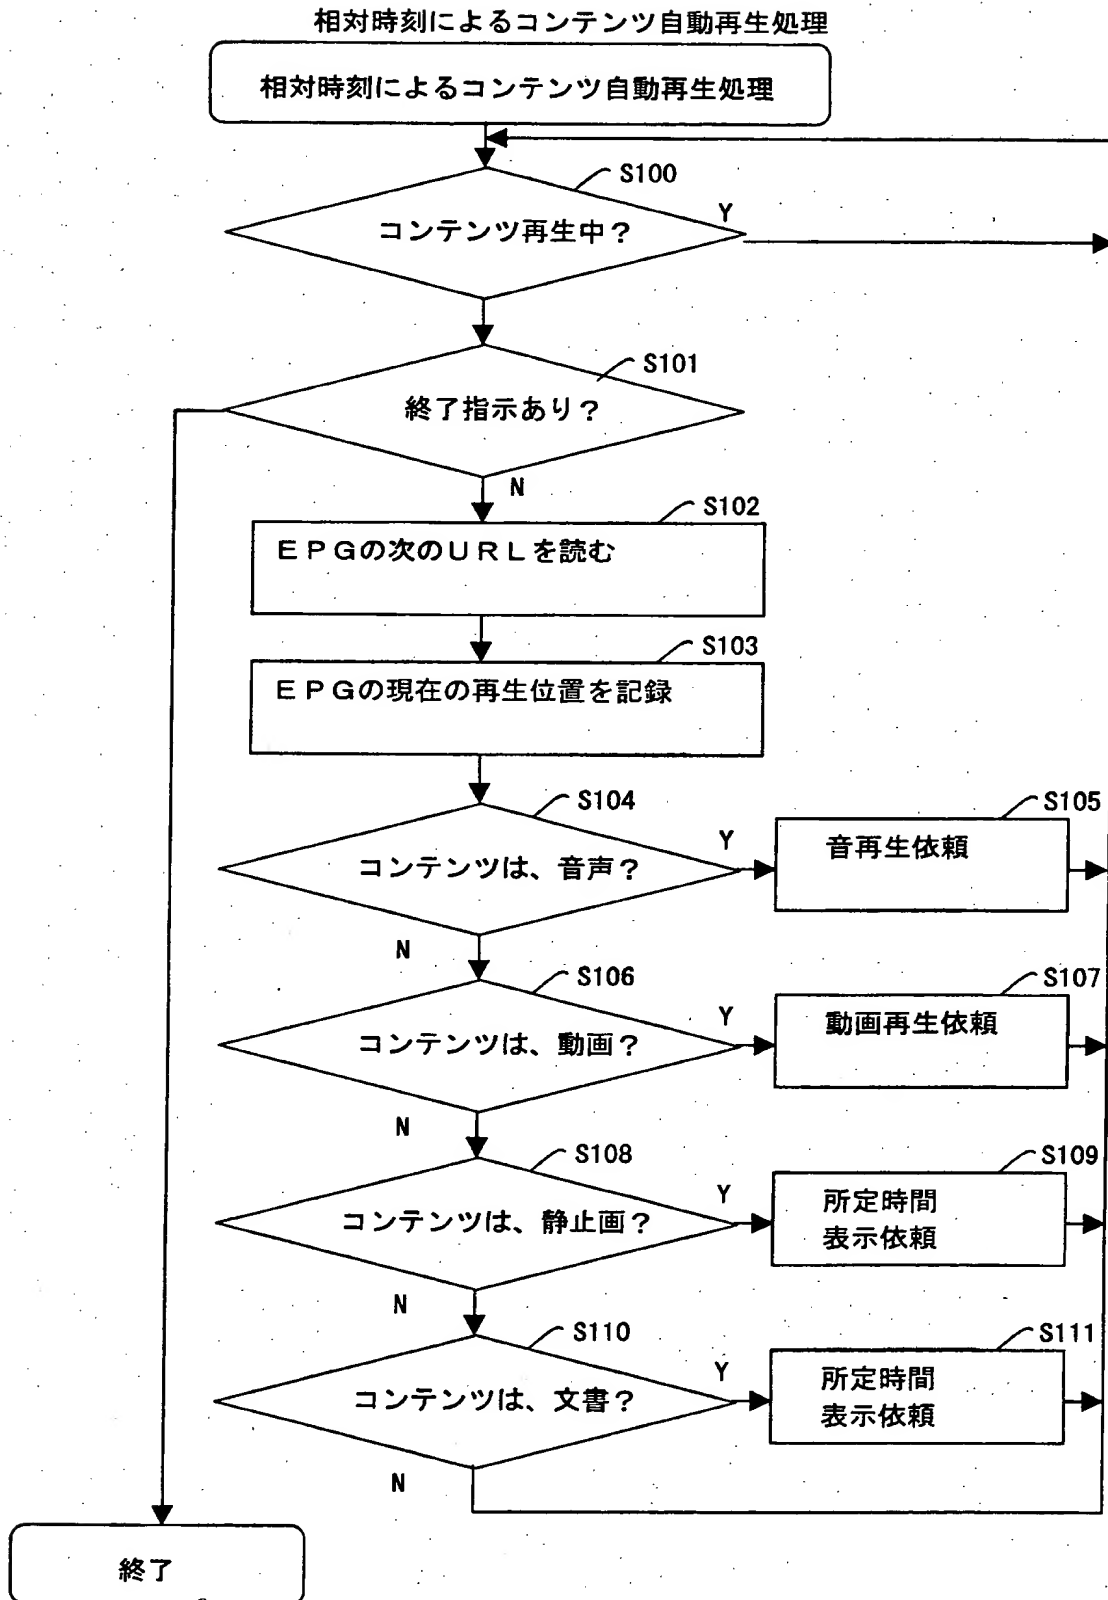 相対時刻によるコンテンツ自動再生処理
相対時刻によるコンテンツ自動再生処理
S100
コンテンツ再生中？
Y
S101
終了指示あり？
N
S102
ＥＰＧの次のＵＲＬを読む
S103
ＥＰＧの現在の再生位置を記録
S104
コンテンツは、音声？
Y
S105
音再生依頼
N
S106
コンテンツは、動画？
Y
S107
動画再生依頼
N
S108
コンテンツは、静止画？
Y
S109
所定時間
表示依頼
N
S110
コンテンツは、文書？
Y
S111
所定時間
表示依頼
N
終了